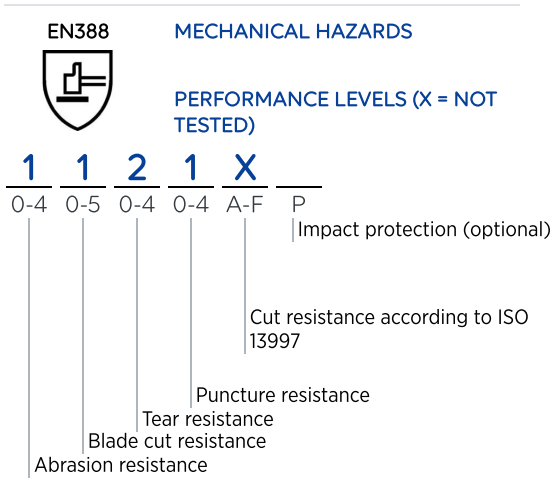 EN388
MECHANICAL HAZARDS
PERFORMANCE LEVELS (X = NOT
TESTED)
1 1 2 1 X
0-4 0-5 0-4 0-4 A-F P
Impact protection (optional)
Cut resistance according to ISO
13997
Puncture resistance
Tear resistance
Blade cut resistance
Abrasion resistance